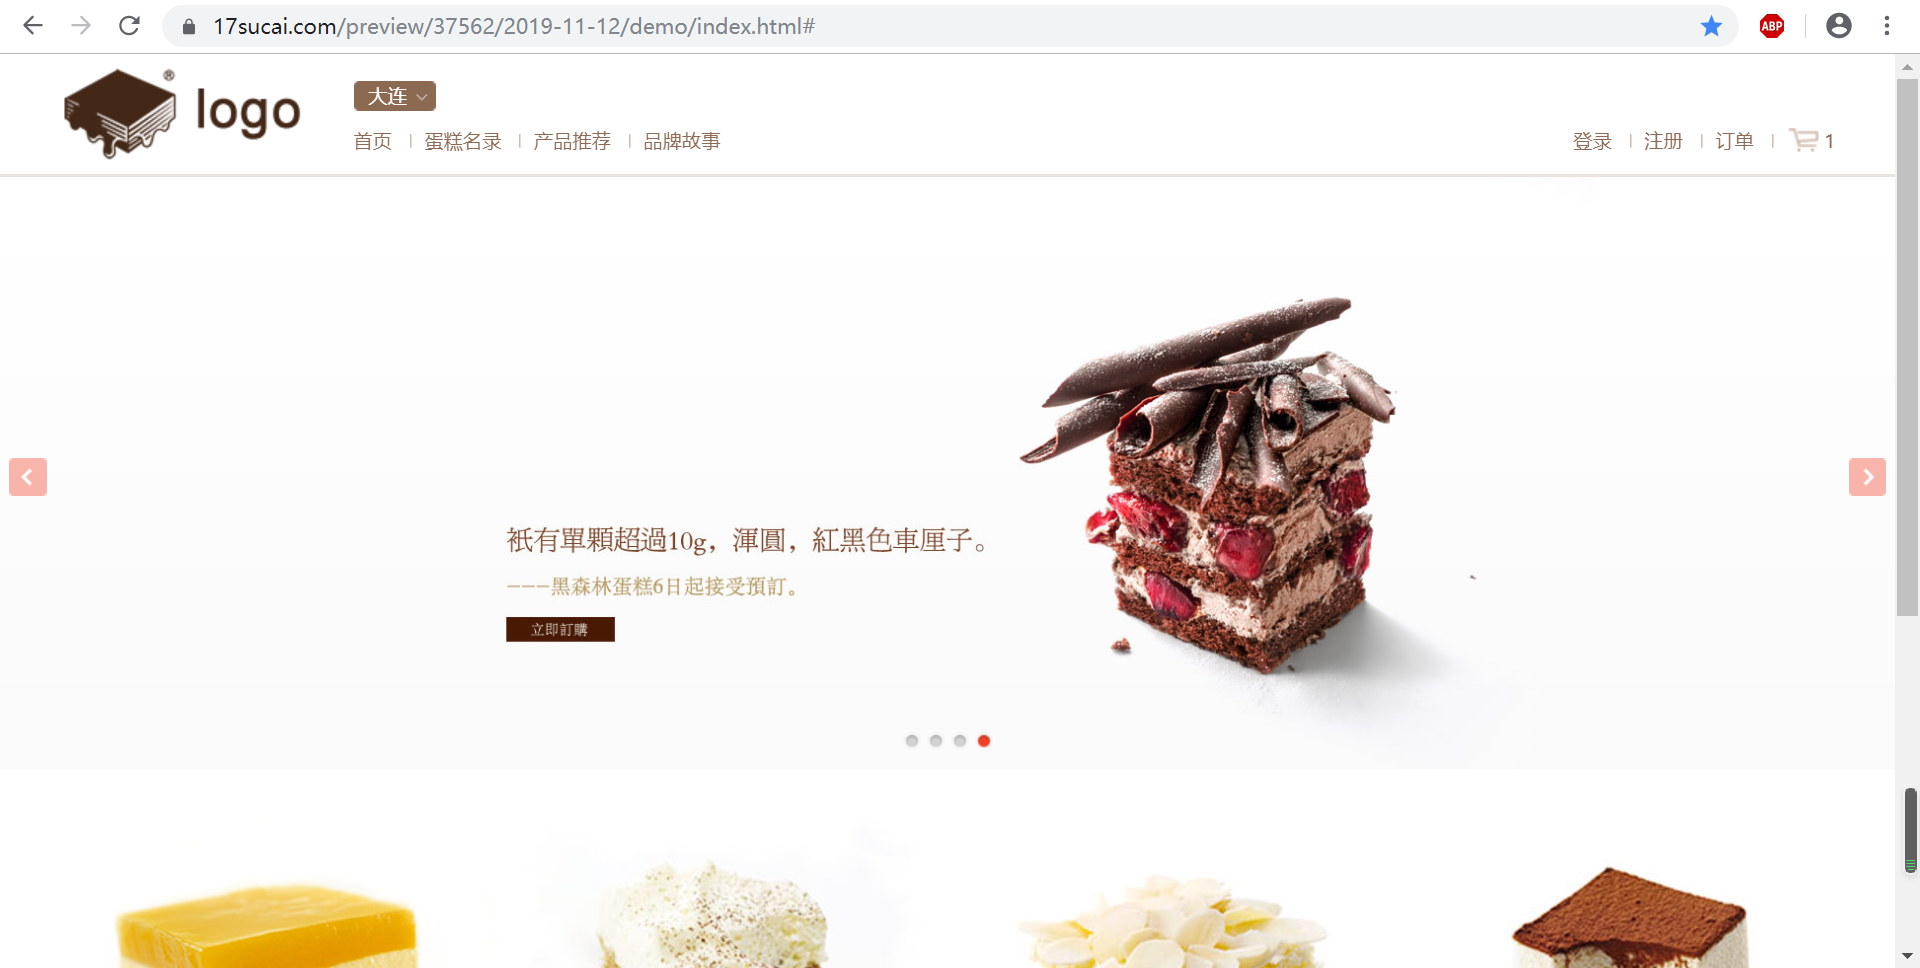 17sucai.com/preview/37562/2019-11-12/demo/index.html#
ABP
®
logo
大连
首页 | 蛋糕名录 | 产品推荐 | 品牌故事
登录 | 注册 | 订单 | 1
衹有單顆超過10g，渾圓，紅黑色車厘子。
———黑森林蛋糕6日起接受預訂。
立即訂購